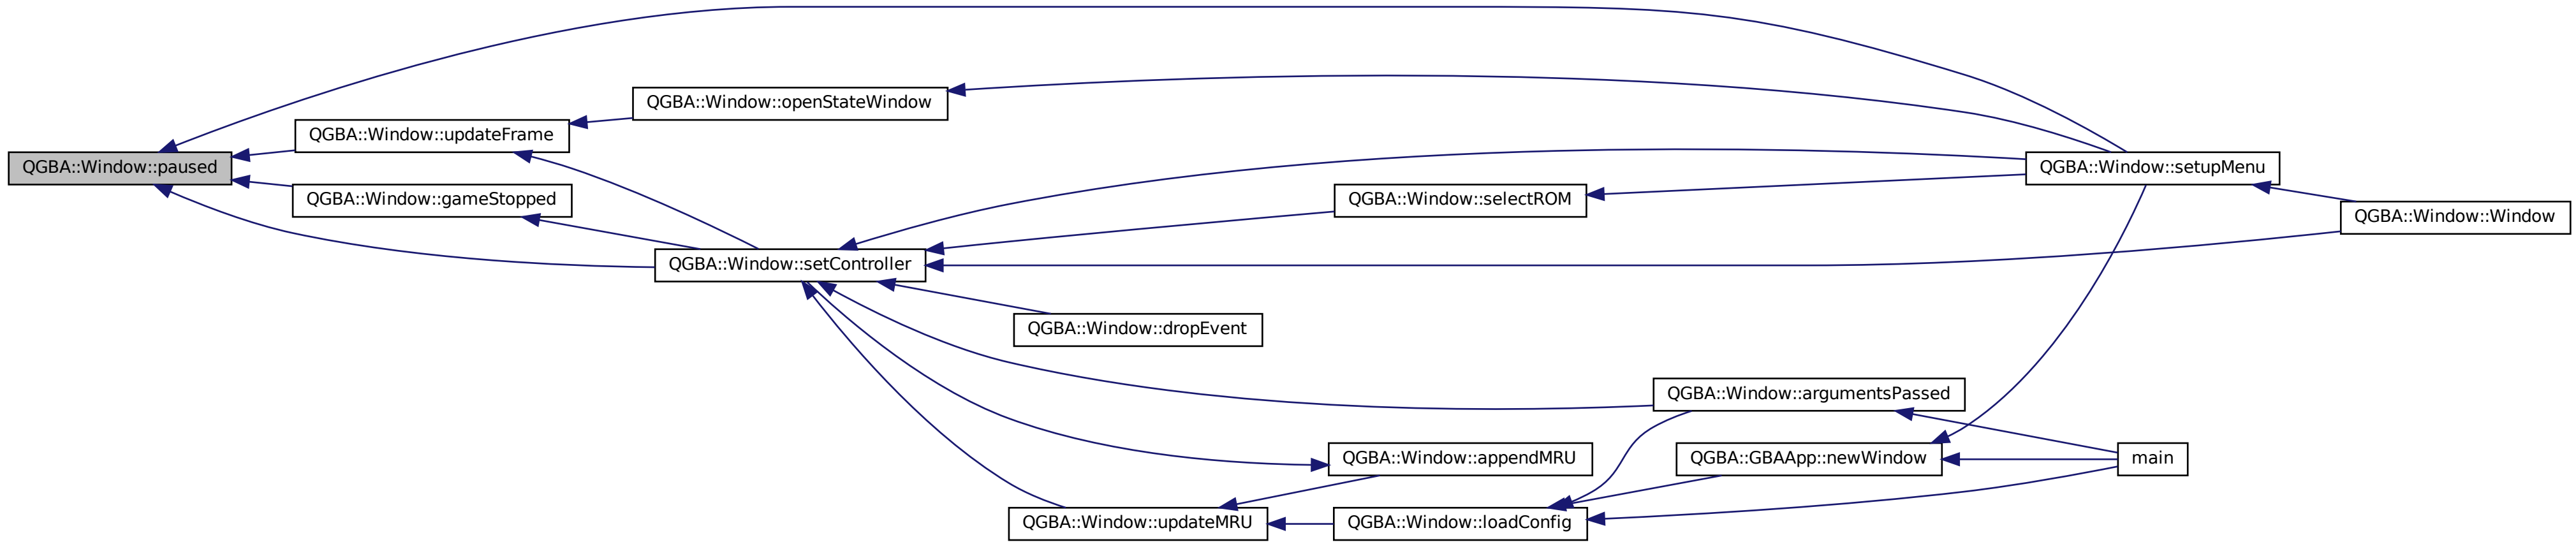 QGBA::Window::paused
QGBA::Window::updateFrame
QGBA::Window::openStateWindow
QGBA::Window::gameStopped
QGBA::Window::setController
QGBA::Window::selectROM
QGBA::Window::setupMenu
QGBA::Window::Window
QGBA::Window::dropEvent
QGBA::Window::argumentsPassed
QGBA::Window::appendMRU
QGBA::GBAApp::newWindow
main
QGBA::Window::updateMRU
QGBA::Window::loadConfig